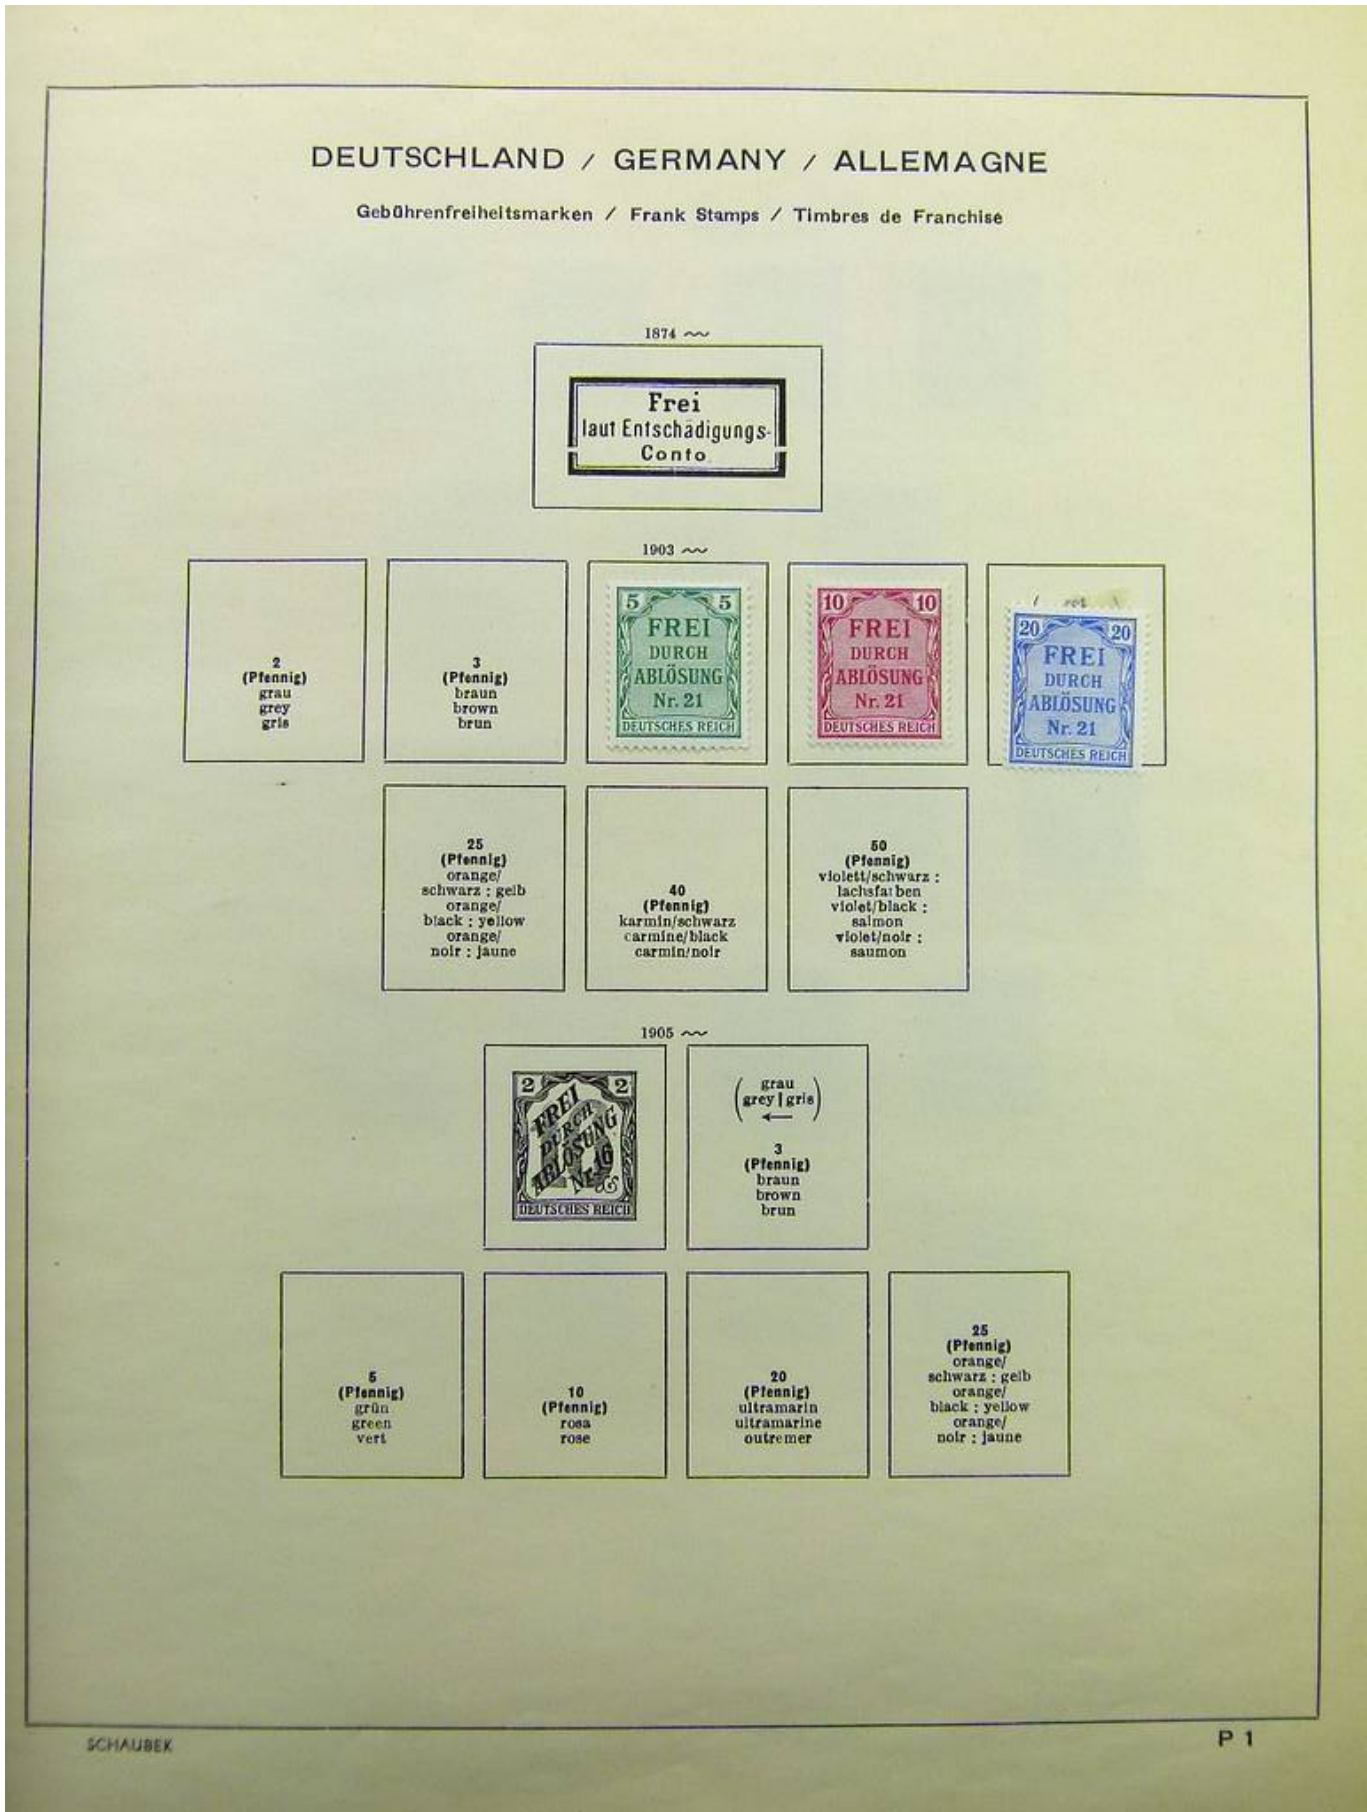 DEUTSCHLAND / GERMANY / ALLEMAGNE
Gebührenfreiheitsmarken / Frank Stamps / Timbres de Franchise
1874
Frei
laut Entschädigungs-
Conto
1903
2
(Pfennig)
grau
grey
gris
3
(Pfennig)
braun
brown
brun
5 5
FREI
DURCH
ABLÖSUNG
Nr. 21
DEUTSCHES REICH
10 10
FREI
DURCH
ABLÖSUNG
Nr. 21
DEUTSCHES REICH
20 20
FREI
DURCH
ABLÖSUNG
Nr. 21
DEUTSCHES REICH
25
(Pfennig)
orange/
schwarz : gelb
orange/
black : yellow
orange/
noir : jaune
40
(Pfennig)
karmin/schwarz
carmine/black
carmin/noir
50
(Pfennig)
violett/schwarz :
lachsfarben
violet/black :
salmon
violet/noir :
saumon
1905
2 2
FREI
DURCH
ABLÖSUNG
Nr. 16
DEUTSCHES REICH
(grau
grey | gris)
←
3
(Pfennig)
braun
brown
brun
5
(Pfennig)
grün
green
vert
10
(Pfennig)
rosa
rose
20
(Pfennig)
ultramarin
ultramarine
outremer
25
(Pfennig)
orange/
schwarz : gelb
orange/
black : yellow
orange/
noir : jaune
SCHAUBEK
P 1